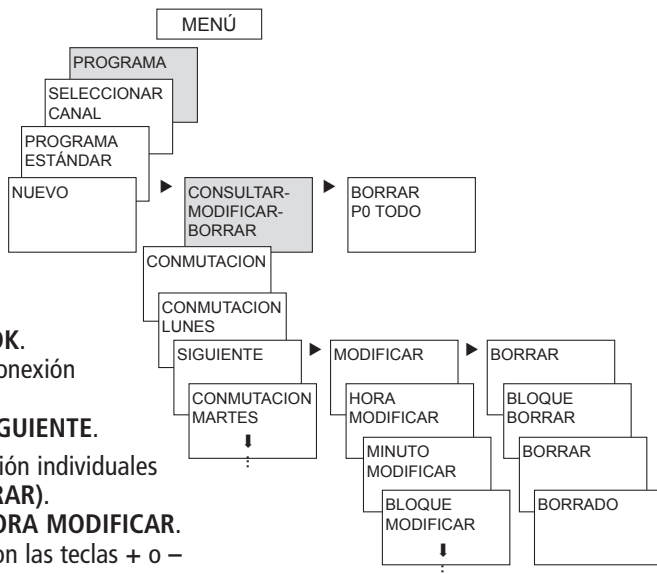 MENÚ
PROGRAMA
SELECCIONAR
CANAL
PROGRAMA
ESTÁNDAR
NUEVO
CONSULTAR-
MODIFICAR-
BORRAR
BORRAR
P0 TODO
CONMUTACION
CONMUTACION
LUNES
SIGUIENTE
CONMUTACION
MARTES
MODIFICAR
HORA
MODIFICAR
MINUTO
MODIFICAR
BLOQUE
MODIFICAR
BORRAR
BLOQUE
BORRAR
BORRAR
BORRADO
OK.
onexión
GUIENTE.
ión individuales
RAR).
ORA MODIFICAR.
on las teclas + o –